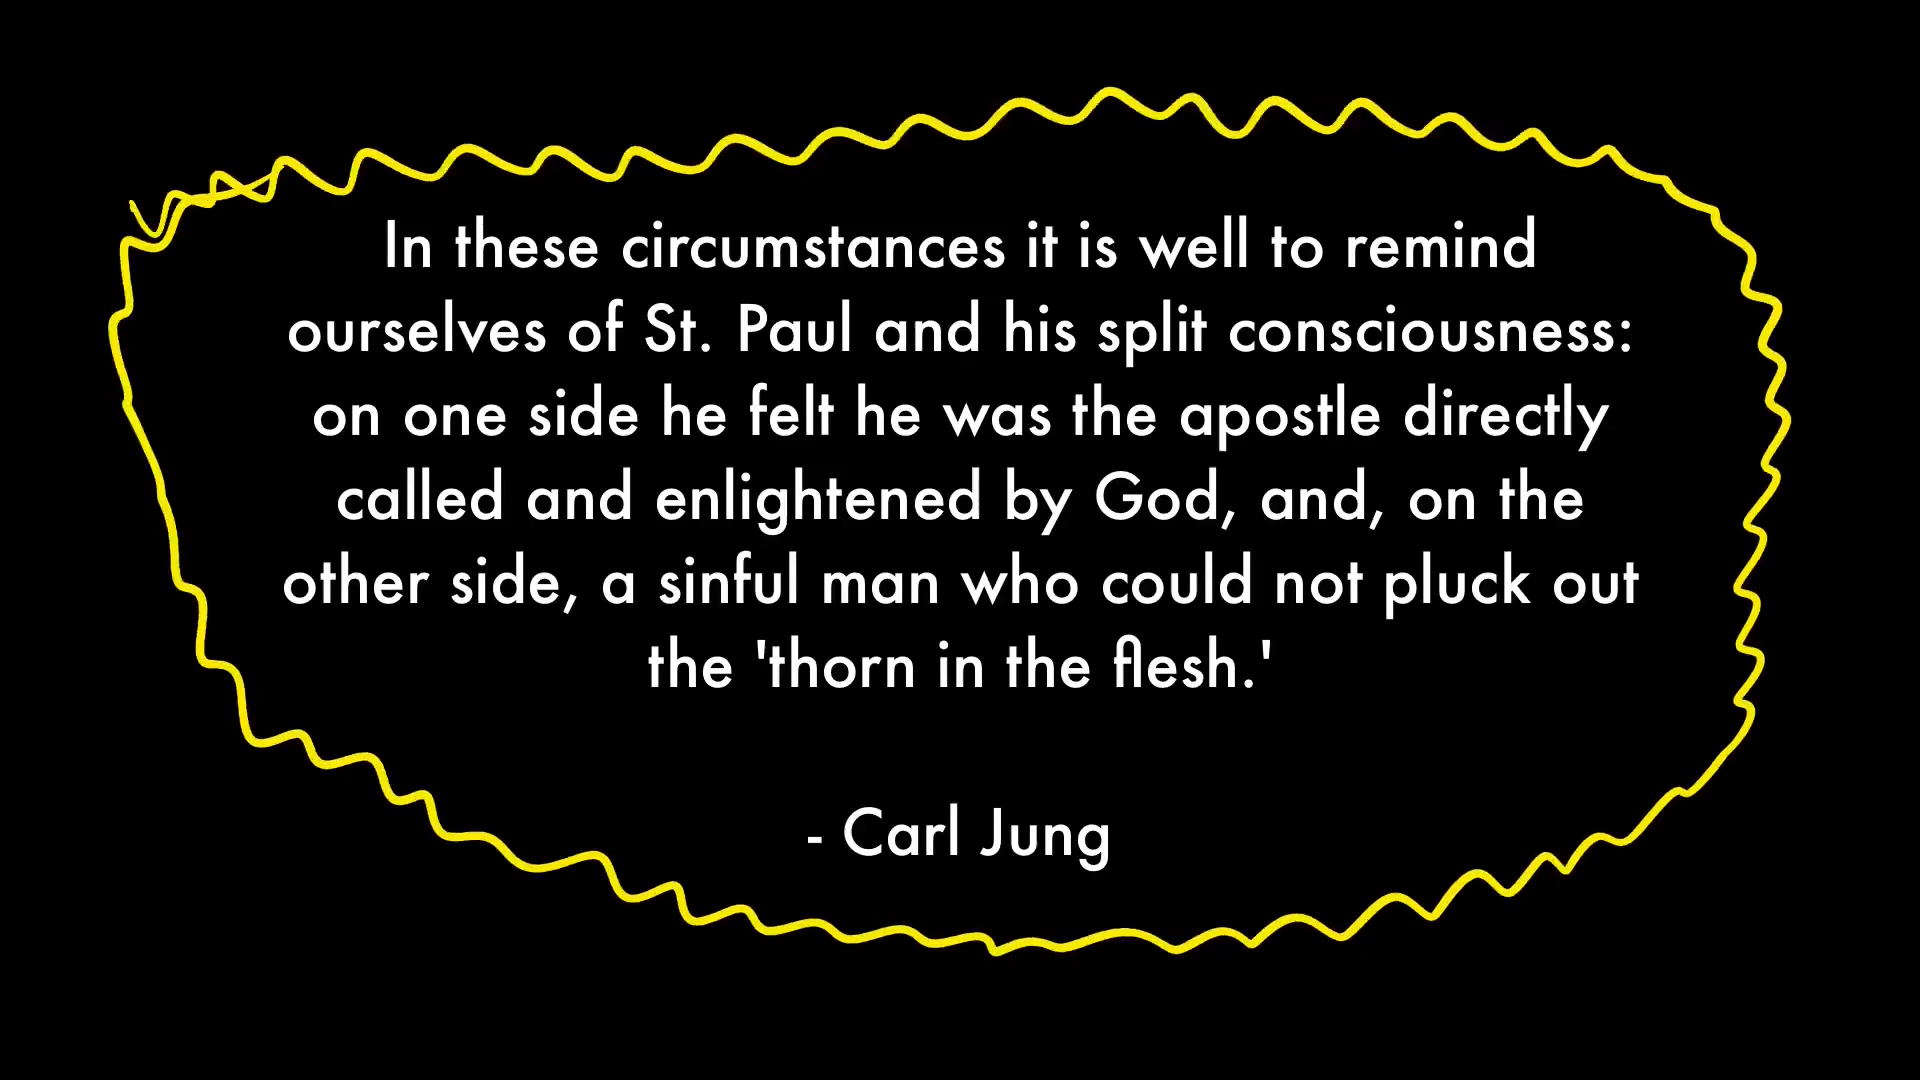 In these circumstances it is well to remind
ourselves of St. Paul and his split consciousness:
on one side he felt he was the apostle directly
called and enlightened by God, and, on the
other side, a sinful man who could not pluck out
the 'thorn in the flesh.'
- Carl Jung